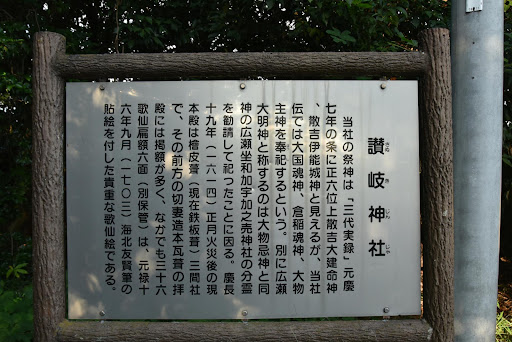 讃岐神社
さぬ き じん じゃ
当社の祭神は「三代実録」元慶
七年の条に正六位上散吉大建命神
、散吉伊能城神と見えるが、当社
伝では大国魂神、倉稲魂神、大物
主神を奉祀するという。別に広瀬
大明神と称するのは大物忌神と同
神の広瀬坐和加宇加之売神社の分霊
を勧請して祀ったことに因る。慶長
十九年（一六一四）正月火災後の現
本殿は檜皮葺（現在鉄板葺）三間社
で、その前方の切妻造本瓦葺の拝
殿には掲額が多く、なかでも三十六
歌仙扁額六面（別保管）は、元禄十
六年九月（一七〇三）海北友賢筆の
貼絵を付した貴重な歌仙絵である。